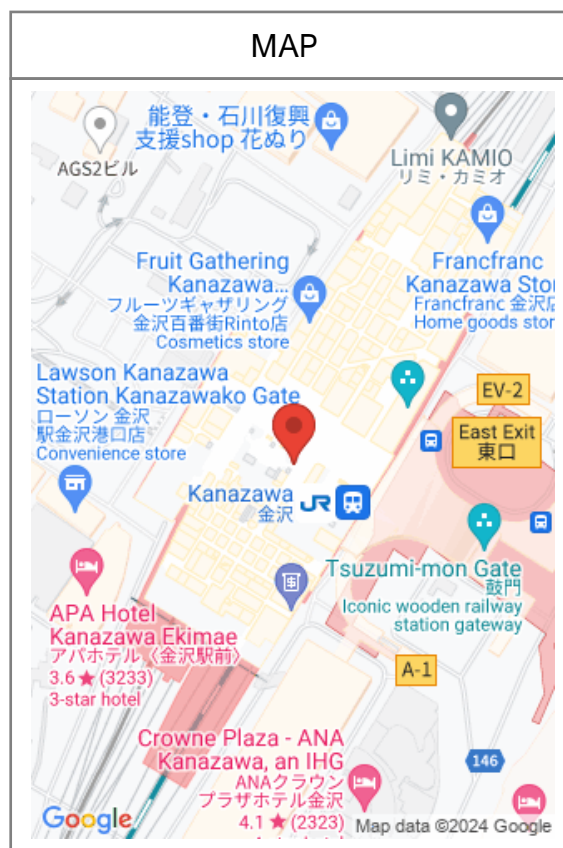 MAP
能登・石川復興
支援shop 花ぬり
AGS2ビル
Limi KAMIO
リミ・カミオ
Fruit Gathering
Kanazawa...
フルーツギャザリング
金沢百番街Rinto店
Cosmetics store
Francfranc
Kanazawa Stor
Francfranc 金沢店
Home goods stor
Lawson Kanazawa
Station Kanazawako Gate
ローソン 金沢
駅金沢港口店
Convenience store
EV-2
East Exit
東口
Kanazawa
金沢
JR
Tsuzumi-mon Gate
鼓門
Iconic wooden railway
station gateway
APA Hotel
Kanazawa Ekimae
アパホテル〈金沢駅前〉
3.6★(3233)
3-star hotel
A-1
146
Crowne Plaza - ANA
Kanazawa, an IHG
ANAクラウン
プラザホテル金沢
4.1★(2323)
Google
Map data ©2024 Google